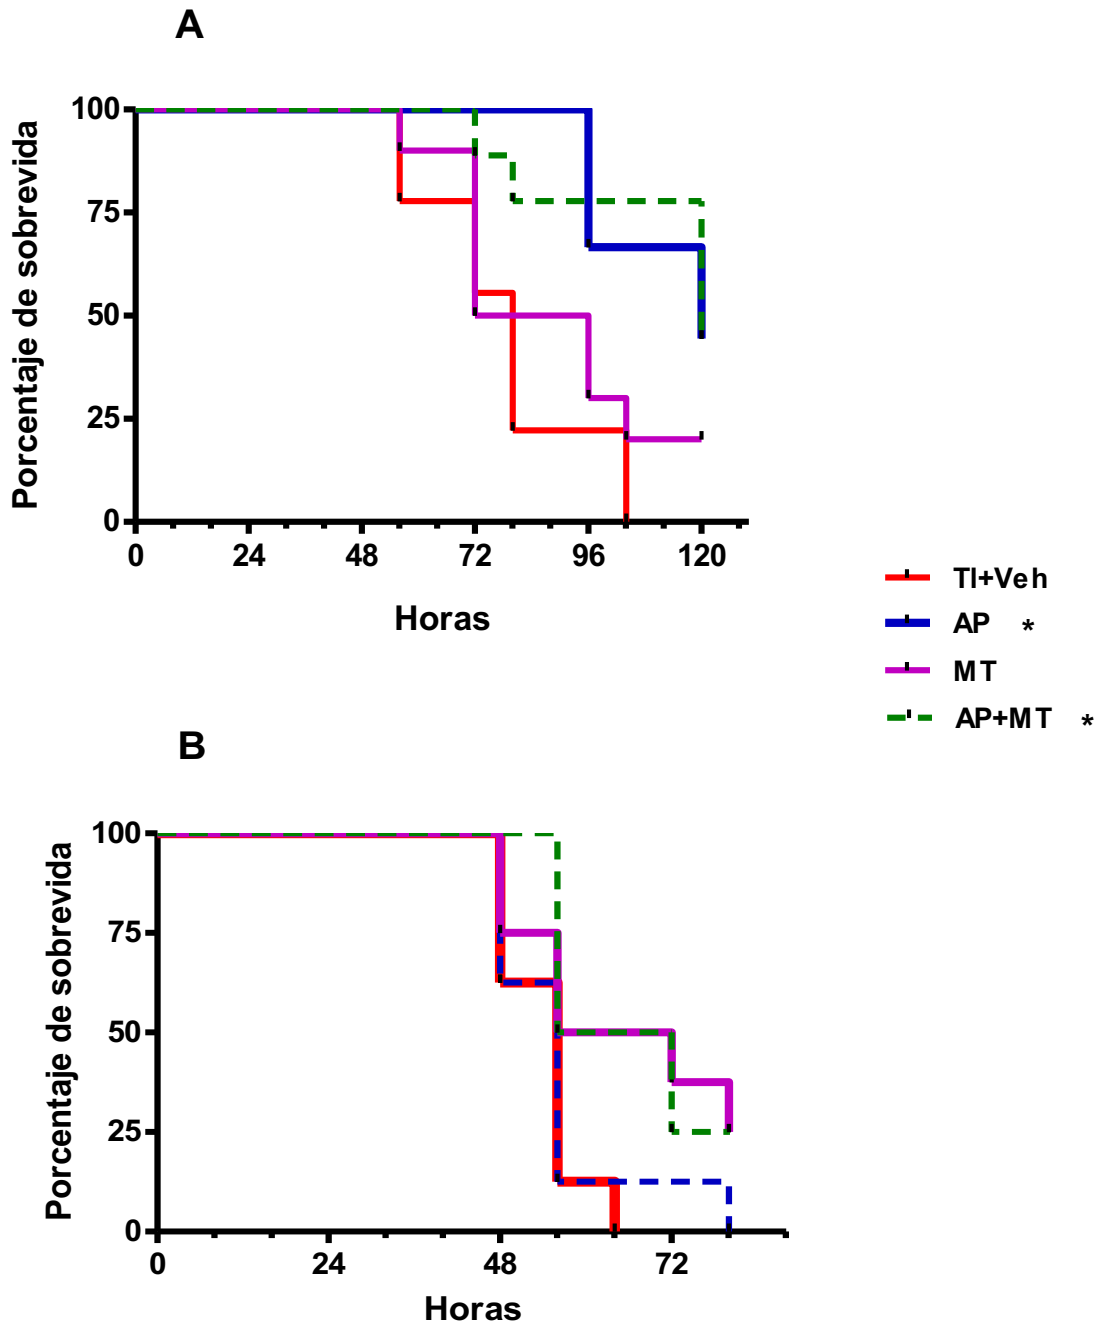 A
Porcentaje de sobrevida
100
75
50
25
0
0 24 48 72 96 120
Horas
TI+Veh
AP *
MT
AP+MT *
B
Porcentaje de sobrevida
100
75
50
25
0
0 24 48 72
Horas